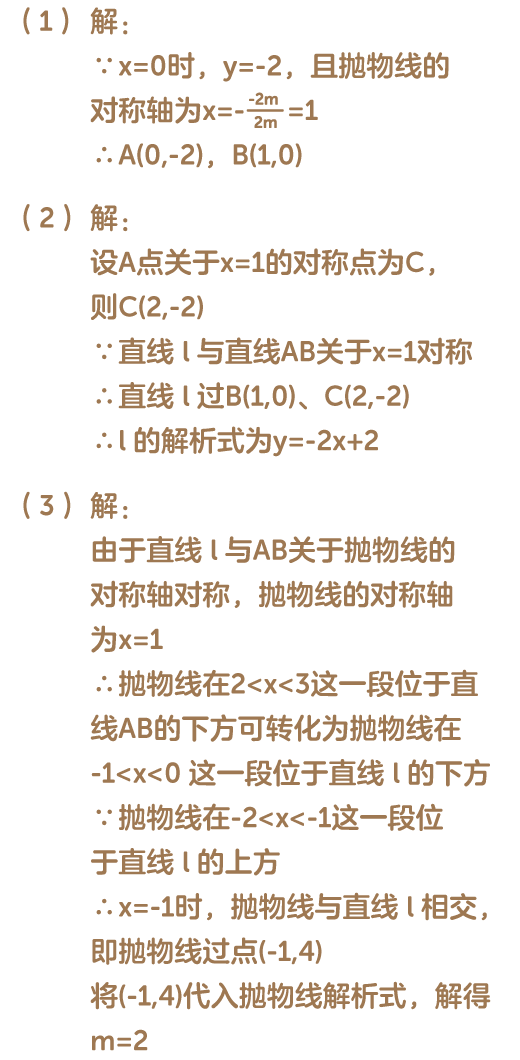 （1）解：
∵x=0时，y=-2，且抛物线的
对称轴为x=-\frac{-2m}{2m}=1
∴A(0,-2)，B(1,0)
（2）解：
设A点关于x=1的对称点为C，
则C(2,-2)
∵直线 l 与直线AB关于x=1对称
∴直线 l 过B(1,0)、C(2,-2)
∴l 的解析式为y=-2x+2
（3）解：
由于直线 l 与AB关于抛物线的
对称轴对称，抛物线的对称轴
为x=1
∴抛物线在2<x<3这一段位于直
线AB的下方可转化为抛物线在
-1<x<0 这一段位于直线 l 的下方
∵抛物线在-2<x<-1这一段位
于直线 l 的上方
∴x=-1时，抛物线与直线 l 相交，
即抛物线过点(-1,4)
将(-1,4)代入抛物线解析式，解得
m=2